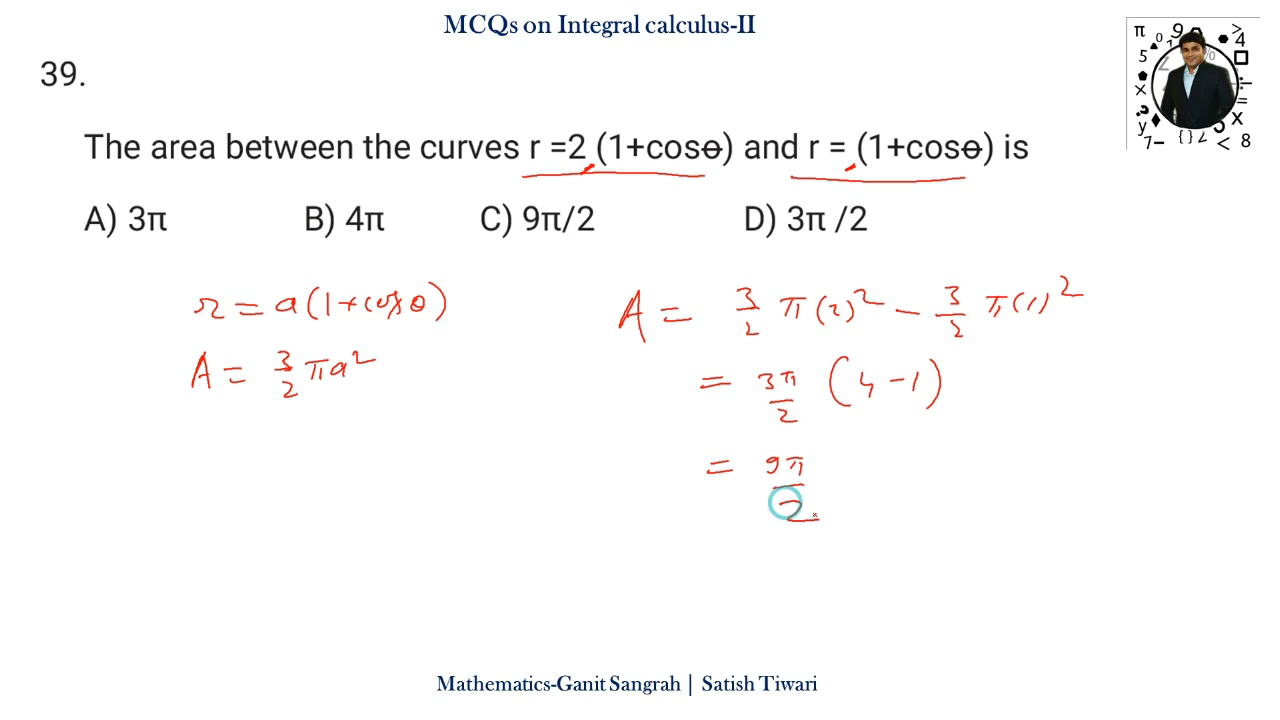 MCQs on Integral calculus-II
39.
The area between the curves r =2 (1+cosө) and r = (1+cosө) is
A) 3π B) 4π C) 9π/2 D) 3π /2
r = a(1+cosθ)
A = 3/2 πa²
A = 3/2 π(2)² - 3/2 π(1)²
= 3π/2 (4-1)
= 9π/2
Mathematics-Ganit Sangrah | Satish Tiwari